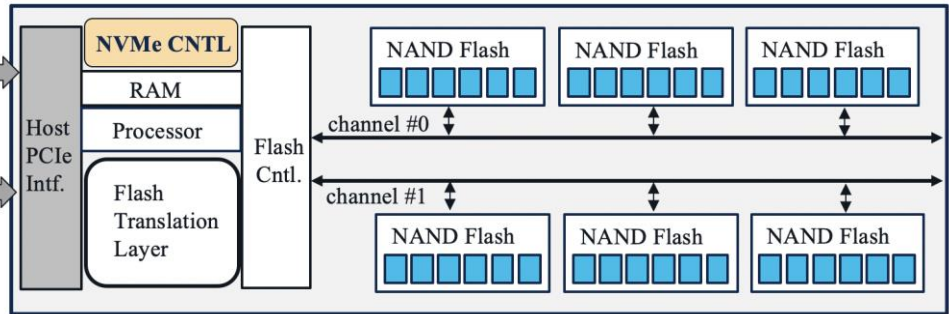 NVMe CNTL
RAM
Processor
Host
PCIe
Intf.
Flash
Translation
Layer
Flash
Cntl.
NAND Flash
NAND Flash
NAND Flash
channel #0
channel #1
NAND Flash
NAND Flash
NAND Flash